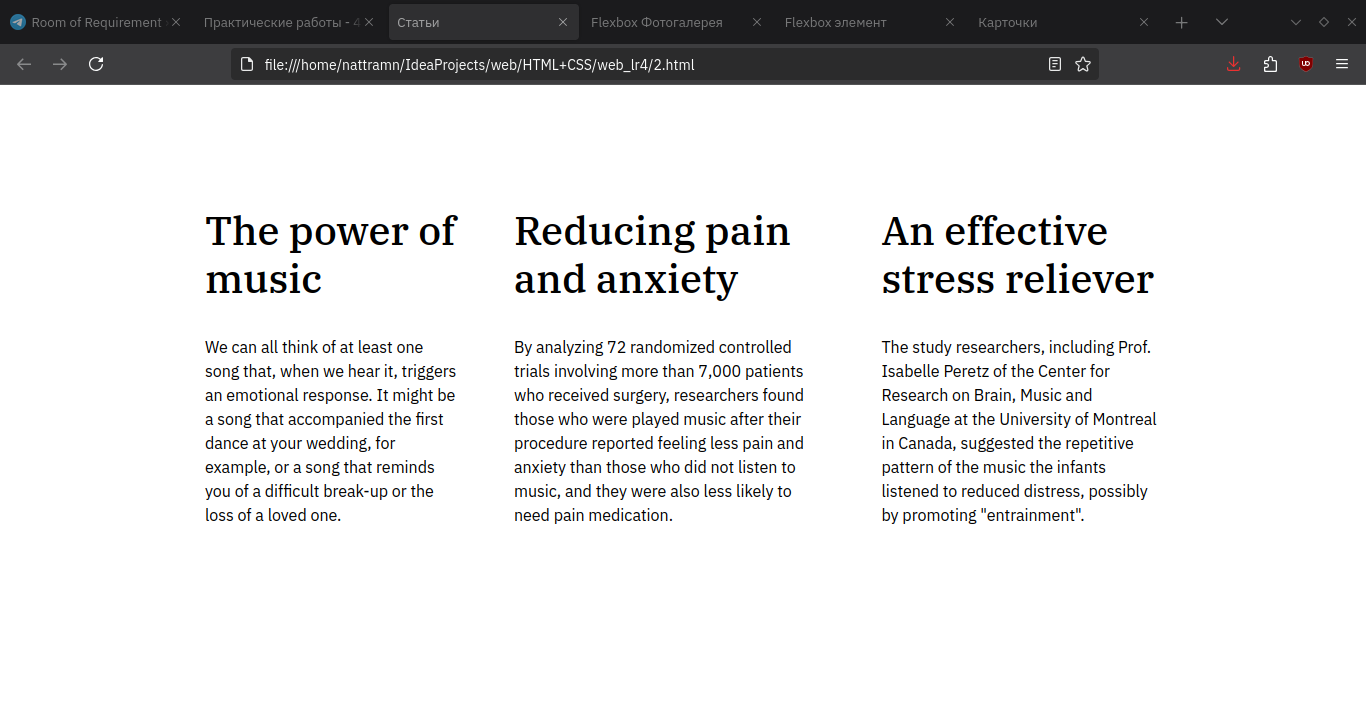 Room of Requirement
Практические работы - 4
Статьи
Flexbox Фотогалерея
Flexbox элемент
Карточки
file:///home/nattramn/IdeaProjects/web/HTML+CSS/web_lr4/2.html
The power of
music
We can all think of at least one
song that, when we hear it, triggers
an emotional response. It might be
a song that accompanied the first
dance at your wedding, for
example, or a song that reminds
you of a difficult break-up or the
loss of a loved one.
Reducing pain
and anxiety
By analyzing 72 randomized controlled
trials involving more than 7,000 patients
who received surgery, researchers found
those who were played music after their
procedure reported feeling less pain and
anxiety than those who did not listen to
music, and they were also less likely to
need pain medication.
An effective
stress reliever
The study researchers, including Prof.
Isabelle Peretz of the Center for
Research on Brain, Music and
Language at the University of Montreal
in Canada, suggested the repetitive
pattern of the music the infants
listened to reduced distress, possibly
by promoting "entrainment".